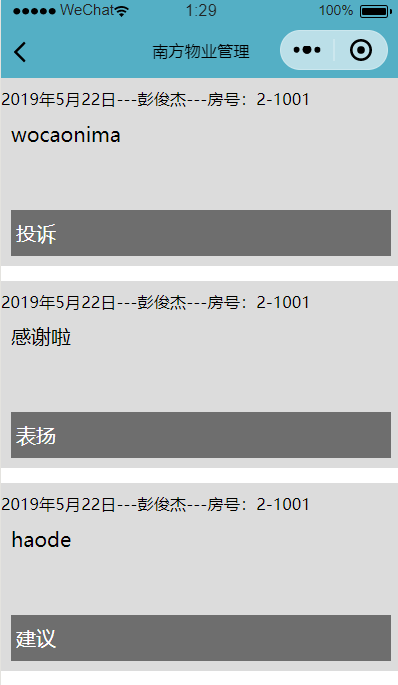 WeChat 1:29 100%
南方物业管理
2019年5月22日---彭俊杰---房号：2-1001
wocaonima
投诉
2019年5月22日---彭俊杰---房号：2-1001
感谢啦
表扬
2019年5月22日---彭俊杰---房号：2-1001
haode
建议